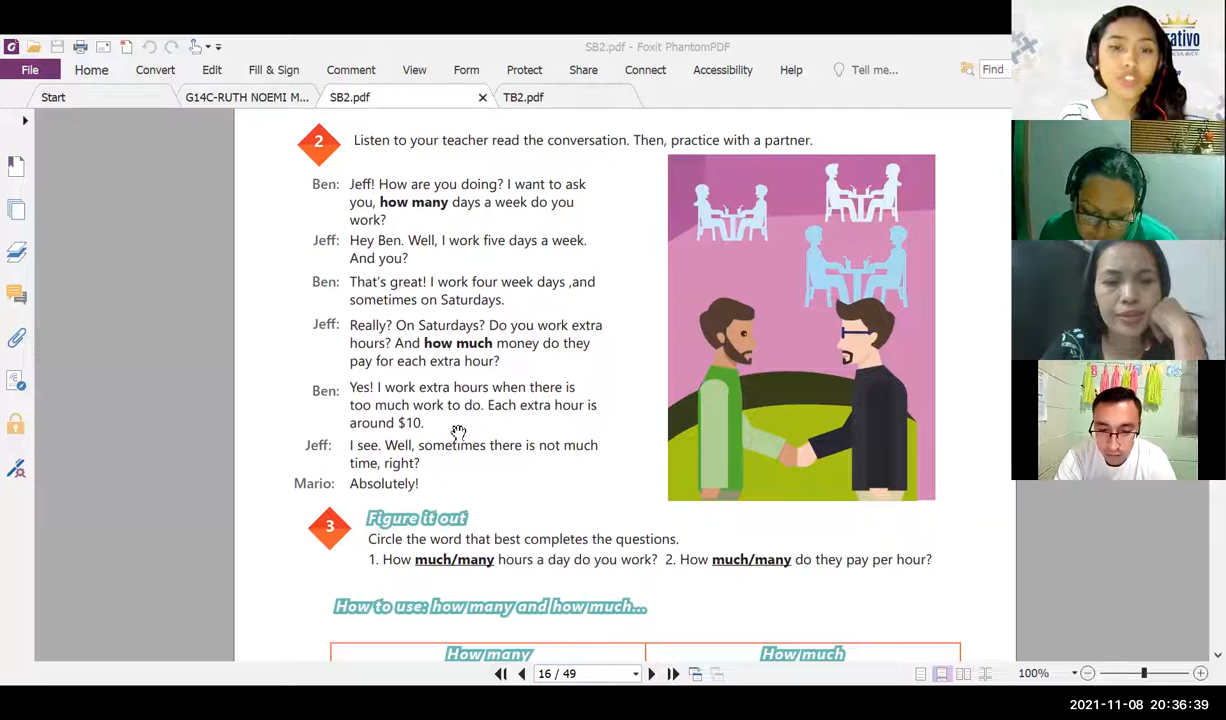 SB2.pdf - Foxit PhantomPDF
File Home Convert Edit Fill & Sign Comment View Form Protect Share Connect Accessibility Help Tell me... Find
Start G14C-RUTH NOEMI M... SB2.pdf TB2.pdf
2 Listen to your teacher read the conversation. Then, practice with a partner.
Ben: Jeff! How are you doing? I want to ask
you, how many days a week do you
work?
Jeff: Hey Ben. Well, I work five days a week.
And you?
Ben: That's great! I work four week days ,and
sometimes on Saturdays.
Jeff: Really? On Saturdays? Do you work extra
hours? And how much money do they
pay for each extra hour?
Ben: Yes! I work extra hours when there is
too much work to do. Each extra hour is
around $10.
Jeff: I see. Well, sometimes there is not much
time, right?
Mario: Absolutely!
3 Figure it out
Circle the word that best completes the questions.
1. How much/many hours a day do you work? 2. How much/many do they pay per hour?
How to use: how many and how much...
How many How much
16 / 49
100%
2021-11-08 20:36:39